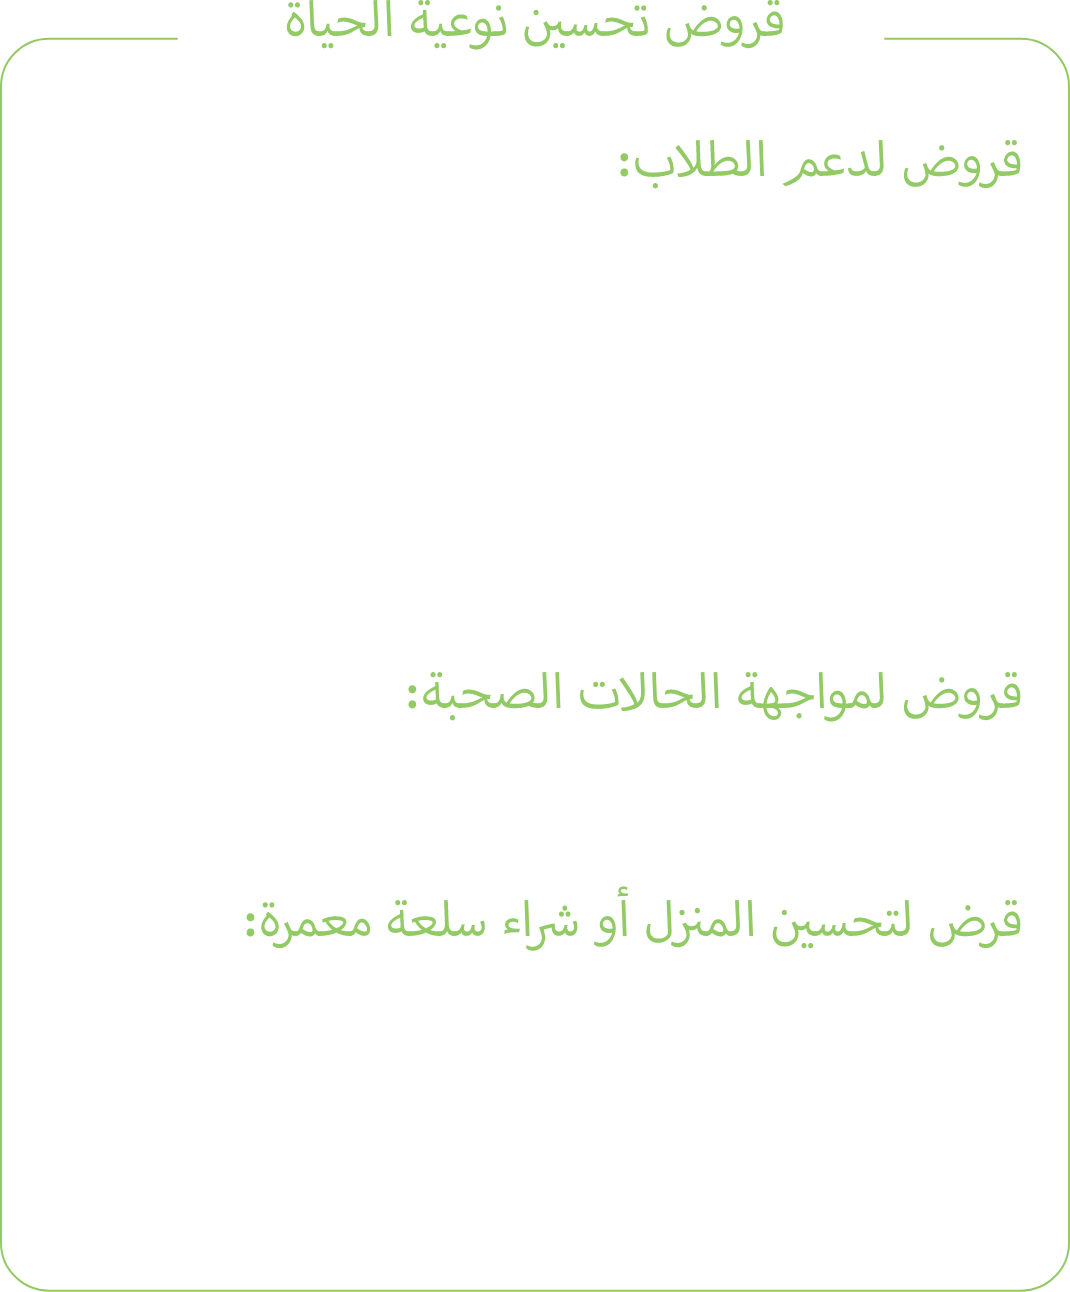 قروض تحسين نوعية الحياة
قروض لدعم الطلاب:
قروض لمواجهة الحالات الصحبة:
قرض لتحسين المنزل أو شراء سلعة معمرة: